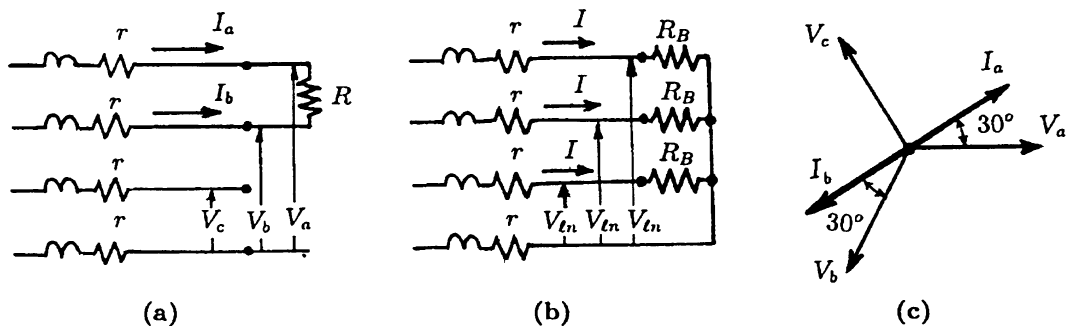 r I_a
r I_b R
r
r V_c V_b V_a
(a)
r I R_B
r I R_B
r I R_B
r V_ℓn V_ℓn V_ℓn
(b)
V_c I_a
30° V_a
I_b
30°
V_b
(c)